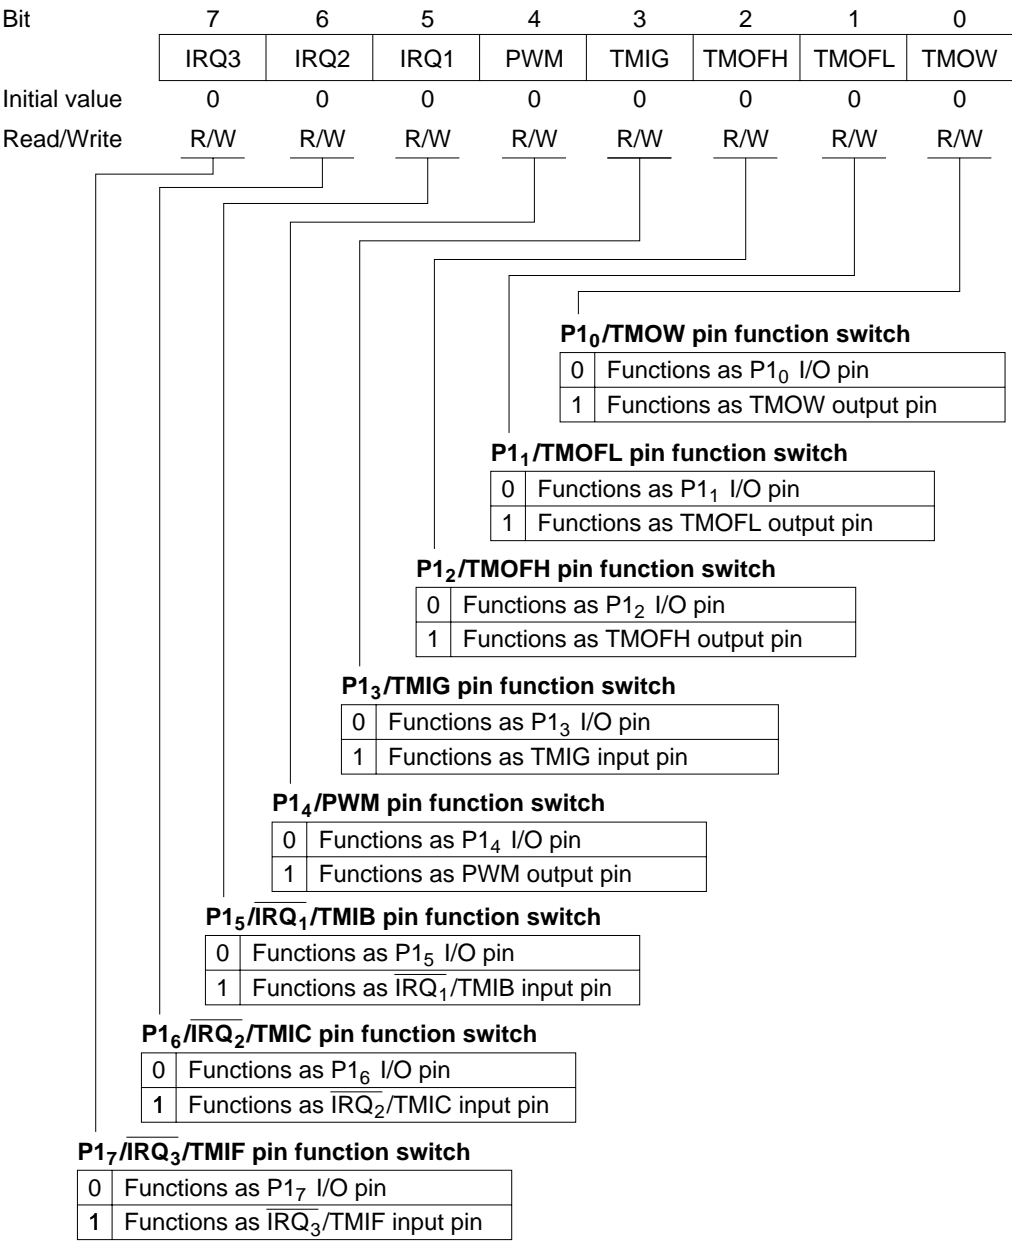 Bit 7 6 5 4 3 2 1 0
IRQ3 IRQ2 IRQ1 PWM TMIG TMOFH TMOFL TMOW
Initial value 0 0 0 0 0 0 0 0
Read/Write R/W R/W R/W R/W R/W R/W R/W R/W
P1₀/TMOW pin function switch
0 Functions as P1₀ I/O pin
1 Functions as TMOW output pin
P1₁/TMOFL pin function switch
0 Functions as P1₁ I/O pin
1 Functions as TMOFL output pin
P1₂/TMOFH pin function switch
0 Functions as P1₂ I/O pin
1 Functions as TMOFH output pin
P1₃/TMIG pin function switch
0 Functions as P1₃ I/O pin
1 Functions as TMIG input pin
P1₄/PWM pin function switch
0 Functions as P1₄ I/O pin
1 Functions as PWM output pin
P1₅/I̅R̅Q̅₁/TMIB pin function switch
0 Functions as P1₅ I/O pin
1 Functions as I̅R̅Q̅₁/TMIB input pin
P1₆/I̅R̅Q̅₂/TMIC pin function switch
0 Functions as P1₆ I/O pin
1 Functions as I̅R̅Q̅₂/TMIC input pin
P1₇/I̅R̅Q̅₃/TMIF pin function switch
0 Functions as P1₇ I/O pin
1 Functions as I̅R̅Q̅₃/TMIF input pin